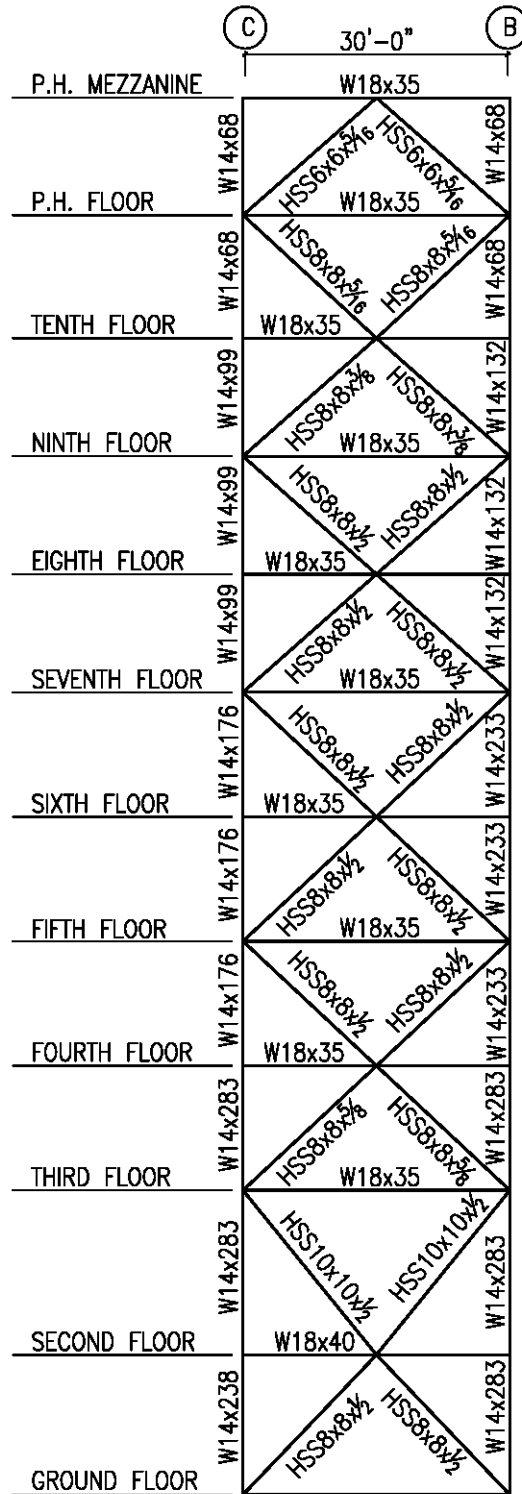 C B
30'-0"
P.H. MEZZANINE W18x35
W14x68 HSS6x6x5/16 HSS6x6x5/16 W14x68
P.H. FLOOR W18x35
W14x68 HSS8x8x5/16 HSS8x8x5/16 W14x68
TENTH FLOOR W18x35
W14x99 HSS8x8x3/8 HSS8x8x3/8 W14x132
NINTH FLOOR W18x35
W14x99 HSS8x8x1/2 HSS8x8x1/2 W14x132
EIGHTH FLOOR W18x35
W14x99 HSS8x8x1/2 HSS8x8x1/2 W14x132
SEVENTH FLOOR W18x35
W14x176 HSS8x8x1/2 HSS8x8x1/2 W14x233
SIXTH FLOOR W18x35
W14x176 HSS8x8x1/2 HSS8x8x1/2 W14x233
FIFTH FLOOR W18x35
W14x176 HSS8x8x1/2 HSS8x8x1/2 W14x233
FOURTH FLOOR W18x35
W14x283 HSS8x8x5/8 HSS8x8x5/8 W14x283
THIRD FLOOR W18x35
W14x283 HSS10x10x1/2 HSS10x10x1/2 W14x283
SECOND FLOOR W18x40
W14x238 HSS8x8x1/2 HSS8x8x1/2 W14x283
GROUND FLOOR